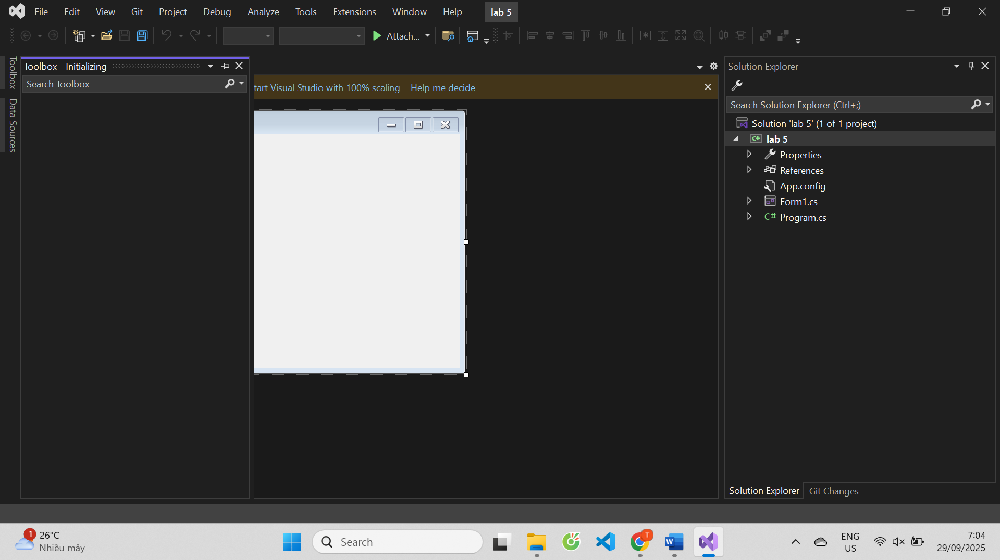 File Edit View Git Project Debug Analyze Tools Extensions Window Help lab 5
Attach...
Toolbox
Data Sources
Toolbox - Initializing
Search Toolbox
tart Visual Studio with 100% scaling Help me decide
Solution Explorer
Search Solution Explorer (Ctrl+;)
Solution 'lab 5' (1 of 1 project)
C# lab 5
Properties
References
App.config
Form1.cs
C# Program.cs
Solution Explorer Git Changes
1
26°C
Nhiều mây
Search
T
W
ENG
US
7:04
29/09/2025